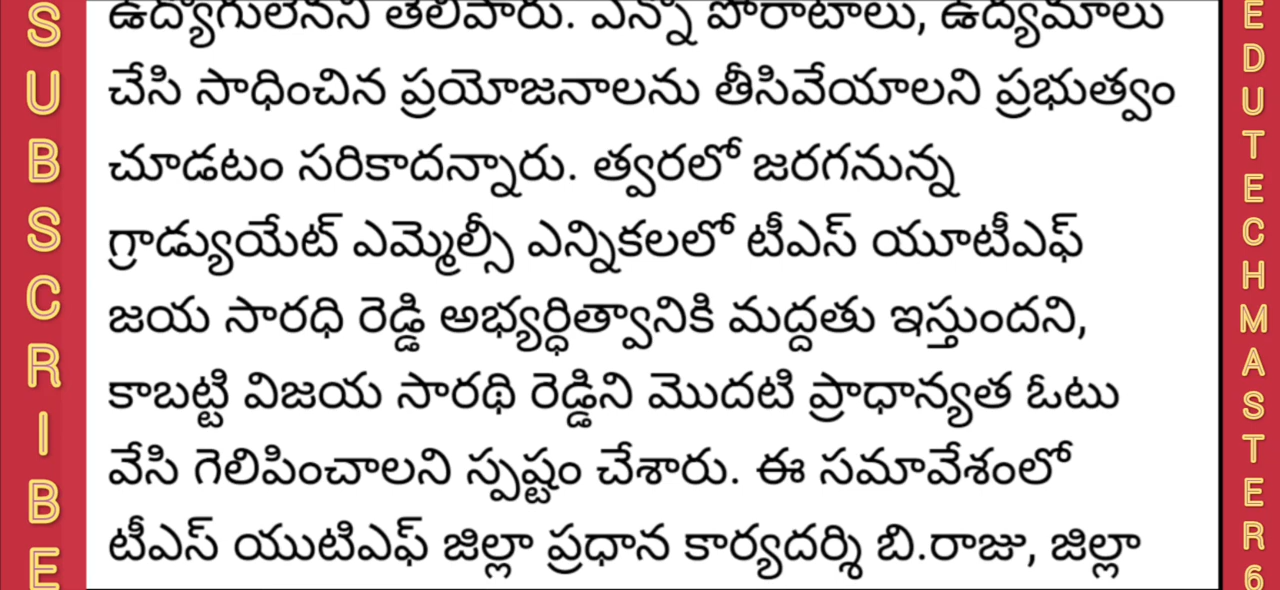 ఉద్యోగులేనని తెలిపారు. ఎన్నో పోరాటాలు, ఉద్యమాలు
చేసి సాధించిన ప్రయోజనాలను తీసివేయాలని ప్రభుత్వం
చూడటం సరికాదన్నారు. త్వరలో జరగనున్న
గ్రాడ్యుయేట్ ఎమ్మెల్సీ ఎన్నికలలో టీఎస్ యూటీఎఫ్
జయ సారధి రెడ్డి అభ్యర్ధిత్వానికి మద్దతు ఇస్తుందని,
కాబట్టి విజయ సారథి రెడ్డిని మొదటి ప్రాధాన్యత ఓటు
వేసి గెలిపించాలని స్పష్టం చేశారు. ఈ సమావేశంలో
టీఎస్ యుటిఎఫ్ జిల్లా ప్రధాన కార్యదర్శి బి.రాజు, జిల్లా
SUBSCRIBE
EDUTECHMASTER6